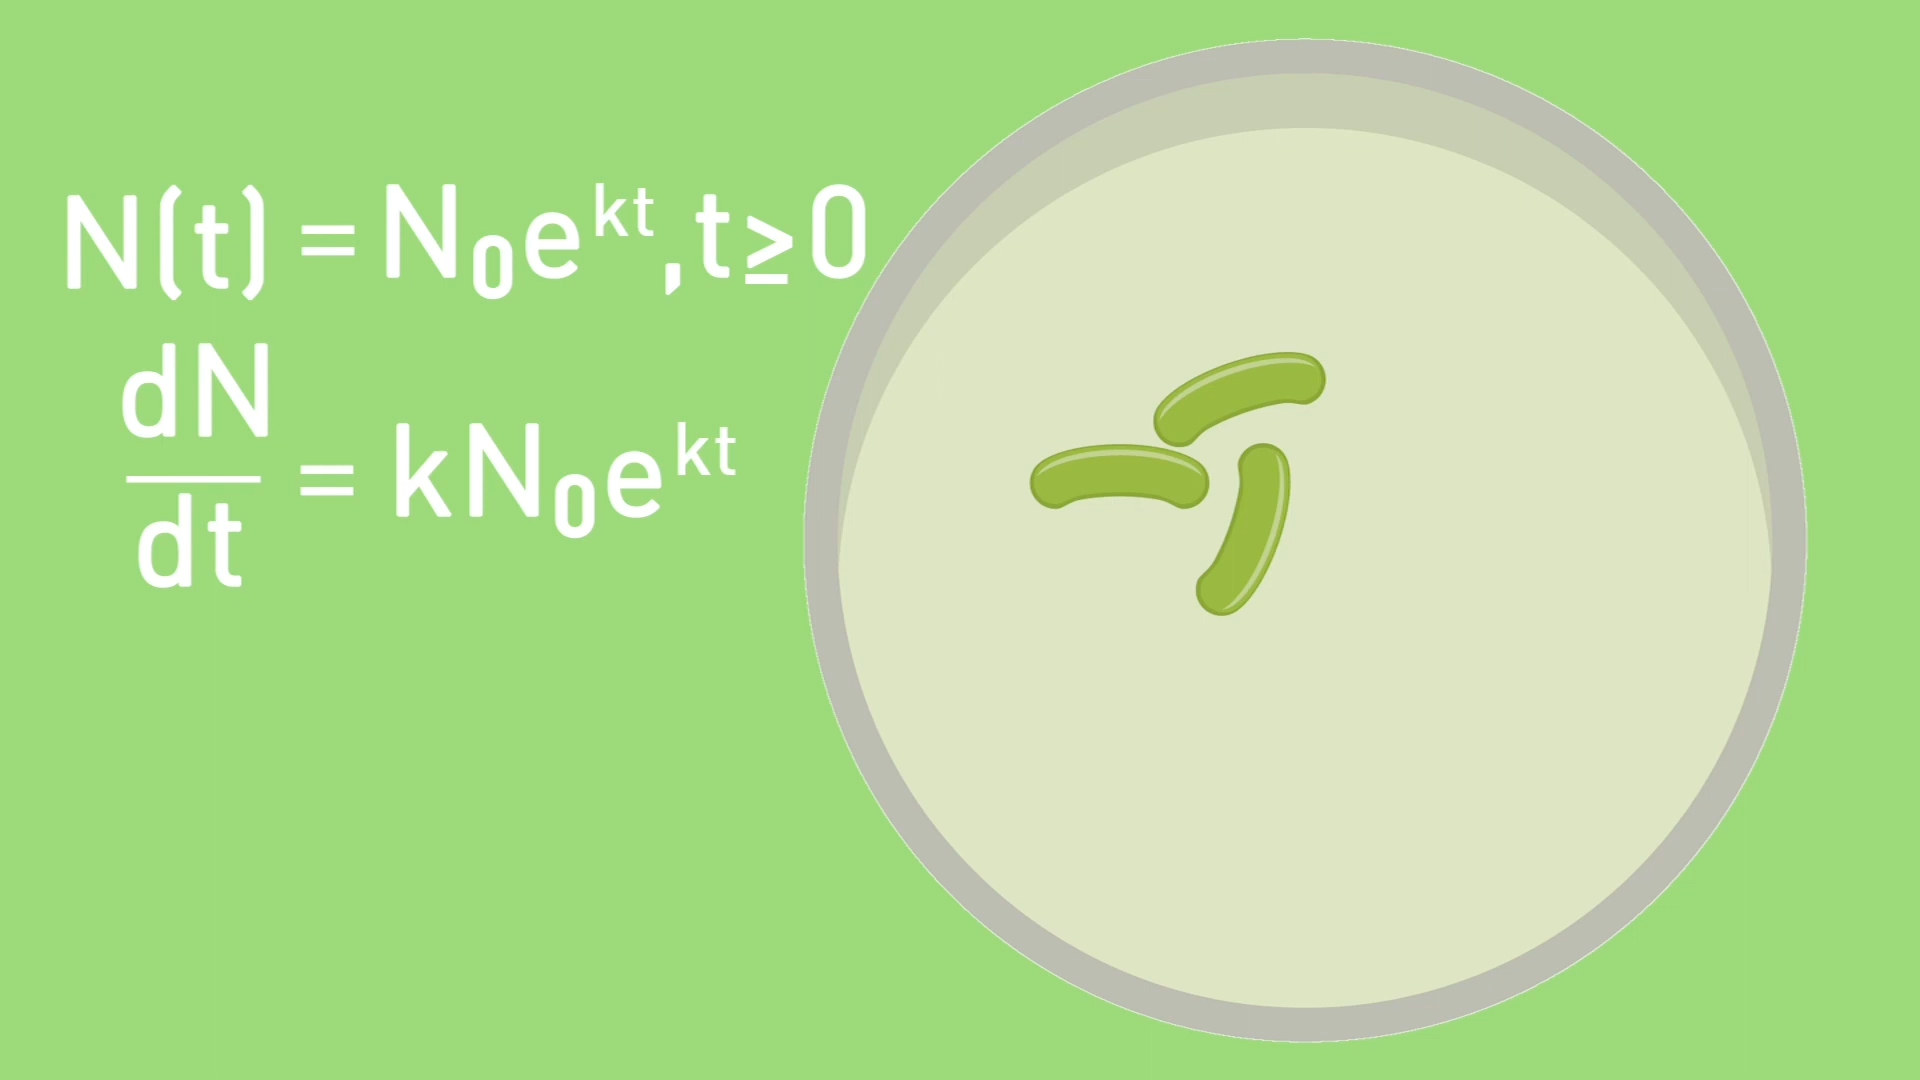 N(t) = N₀e^kt, t≥0
dN/dt = kN₀e^kt